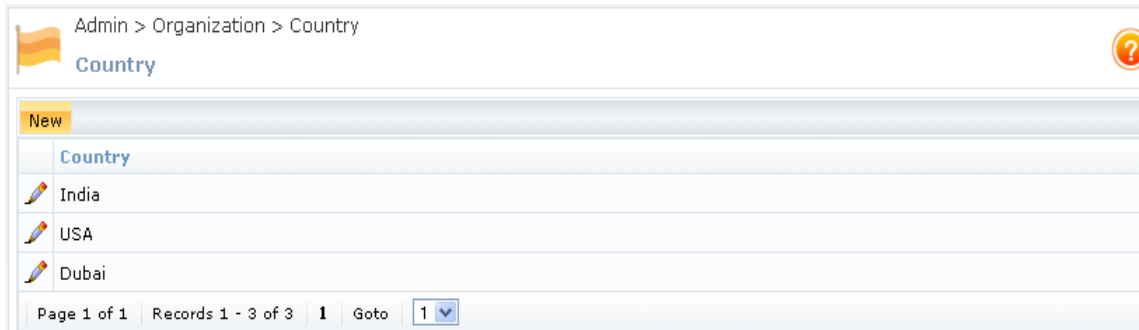 Admin > Organization > Country
Country
?
New
Country
India
USA
Dubai
Page 1 of 1 Records 1 - 3 of 3 1 Goto 1